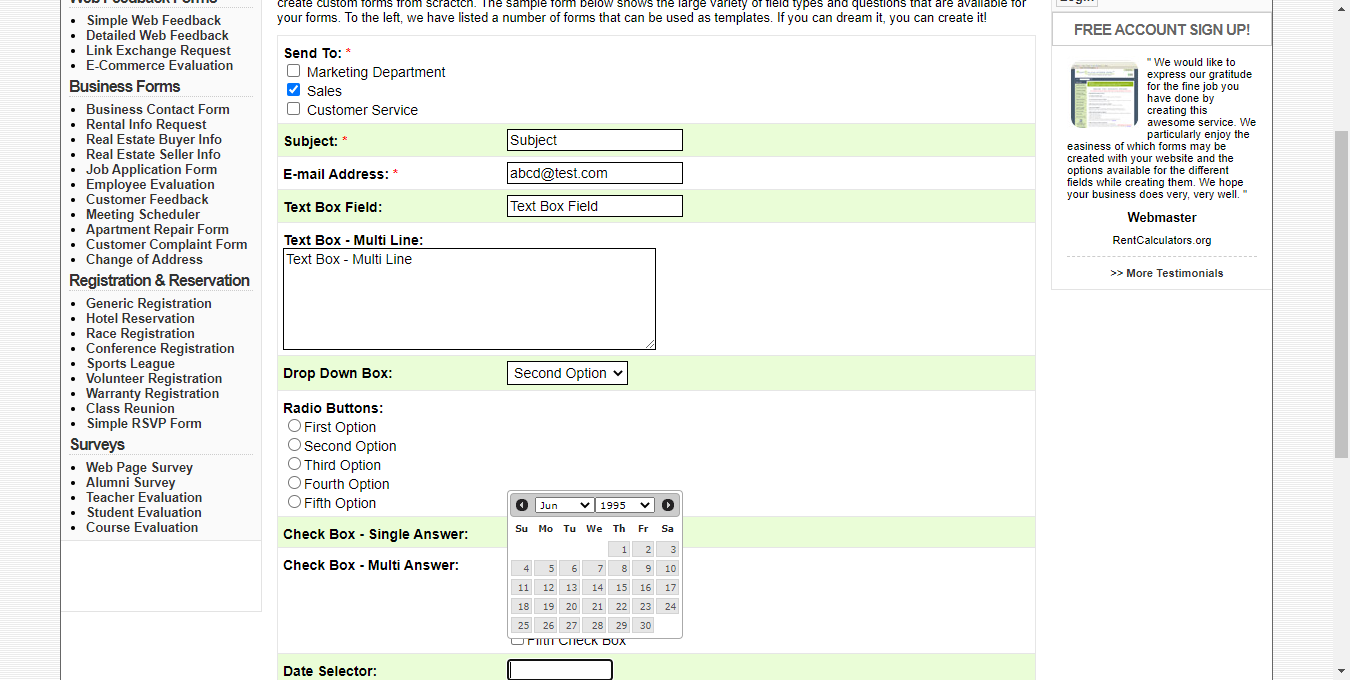 Simple Web Feedback
Detailed Web Feedback
Link Exchange Request
E-Commerce Evaluation
Business Forms
Business Contact Form
Rental Info Request
Real Estate Buyer Info
Real Estate Seller Info
Job Application Form
Employee Evaluation
Customer Feedback
Meeting Scheduler
Apartment Repair Form
Customer Complaint Form
Change of Address
Registration & Reservation
Generic Registration
Hotel Reservation
Race Registration
Conference Registration
Sports League
Volunteer Registration
Warranty Registration
Class Reunion
Simple RSVP Form
Surveys
Web Page Survey
Alumni Survey
Teacher Evaluation
Student Evaluation
Course Evaluation
create custom forms from scractch. The sample form below shows the large variety of field types and questions that are available for
your forms. To the left, we have listed a number of forms that can be used as templates. If you can dream it, you can create it!
Send To: *
Marketing Department
Sales
Customer Service
Subject: * Subject
E-mail Address: * abcd@test.com
Text Box Field: Text Box Field
Text Box - Multi Line:
Text Box - Multi Line
Drop Down Box: Second Option
Radio Buttons:
First Option
Second Option
Third Option
Fourth Option
Fifth Option
Check Box - Single Answer:
Check Box - Multi Answer:
Jun 1995
Su Mo Tu We Th Fr Sa
1 2 3
4 5 6 7 8 9 10
11 12 13 14 15 16 17
18 19 20 21 22 23 24
25 26 27 28 29 30
Fifth Check Box
Date Selector:
FREE ACCOUNT SIGN UP!
" We would like to
express our gratitude
for the fine job you
have done by
creating this
awesome service. We
particularly enjoy the
easiness of which forms may be
created with your website and the
options available for the different
fields while creating them. We hope
your business does very, very well. "
Webmaster
RentCalculators.org
>> More Testimonials